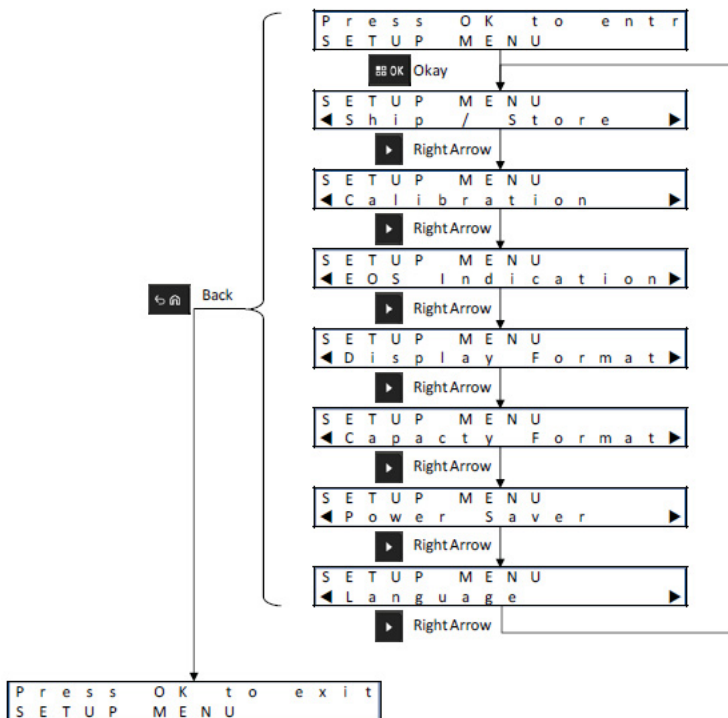 Press OK to entr
SETUP MENU
OK Okay
SETUP MENU
◀Ship / Store ▶
Right Arrow
SETUP MENU
◀Calibration ▶
Right Arrow
SETUP MENU
◀EOS Indication▶
Back
Right Arrow
SETUP MENU
◀Display Format▶
Right Arrow
SETUP MENU
◀Capacty Format▶
Right Arrow
SETUP MENU
◀Power Saver ▶
Right Arrow
SETUP MENU
◀Language ▶
Right Arrow
Press OK to exit
SETUP MENU